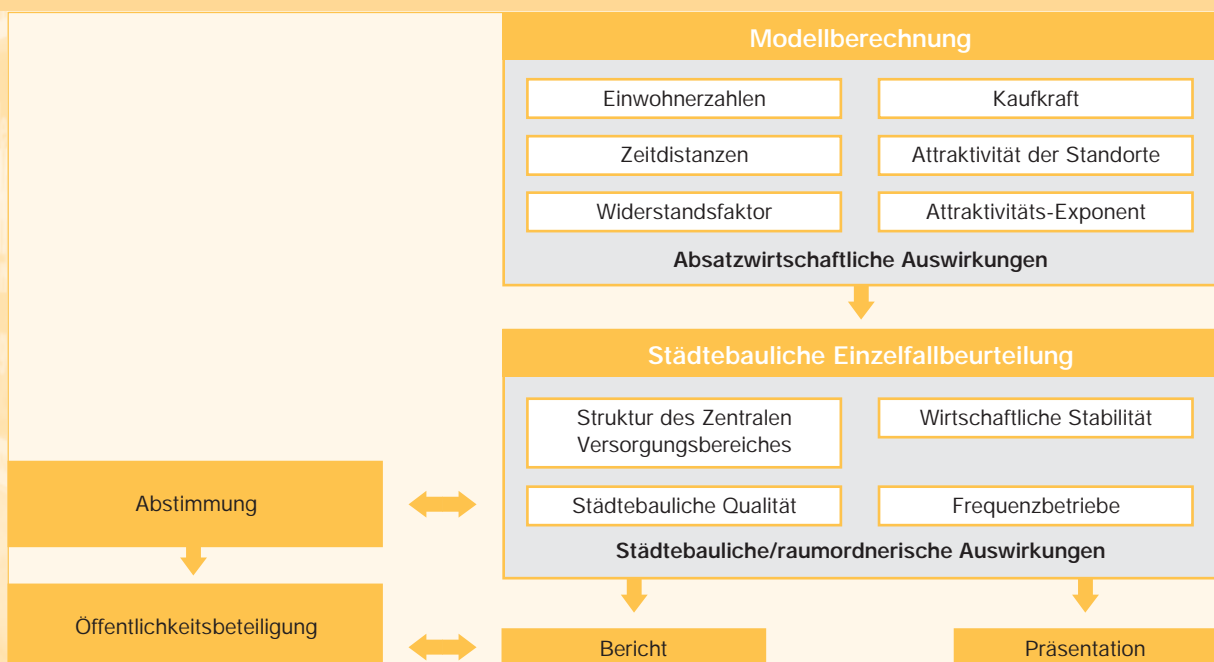 Modellberechnung
Einwohnerzahlen
Kaufkraft
Zeitdistanzen
Attraktivität der Standorte
Widerstandsfaktor
Attraktivitäts-Exponent
Absatzwirtschaftliche Auswirkungen
Städtebauliche Einzelfallbeurteilung
Struktur des Zentralen
Versorgungsbereiches
Wirtschaftliche Stabilität
Städtebauliche Qualität
Frequenzbetriebe
Städtebauliche/raumordnerische Auswirkungen
Abstimmung
Öffentlichkeitsbeteiligung
Bericht
Präsentation